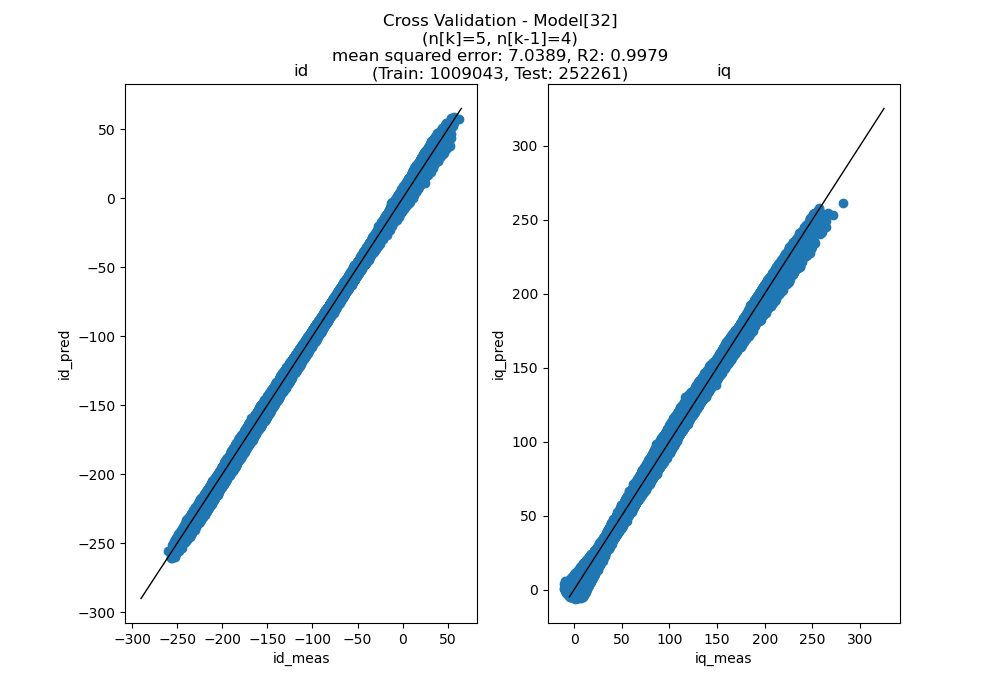 Cross Validation - Model[32]
(n[k]=5, n[k-1]=4)
mean squared error: 7.0389, R2: 0.9979
(Train: 1009043, Test: 252261)
id
iq
50
0
−50
−100
−150
−200
−250
−300
id_pred
−300 −250 −200 −150 −100 −50 0 50
id_meas
300
250
200
150
100
50
0
iq_pred
0 50 100 150 200 250 300
iq_meas